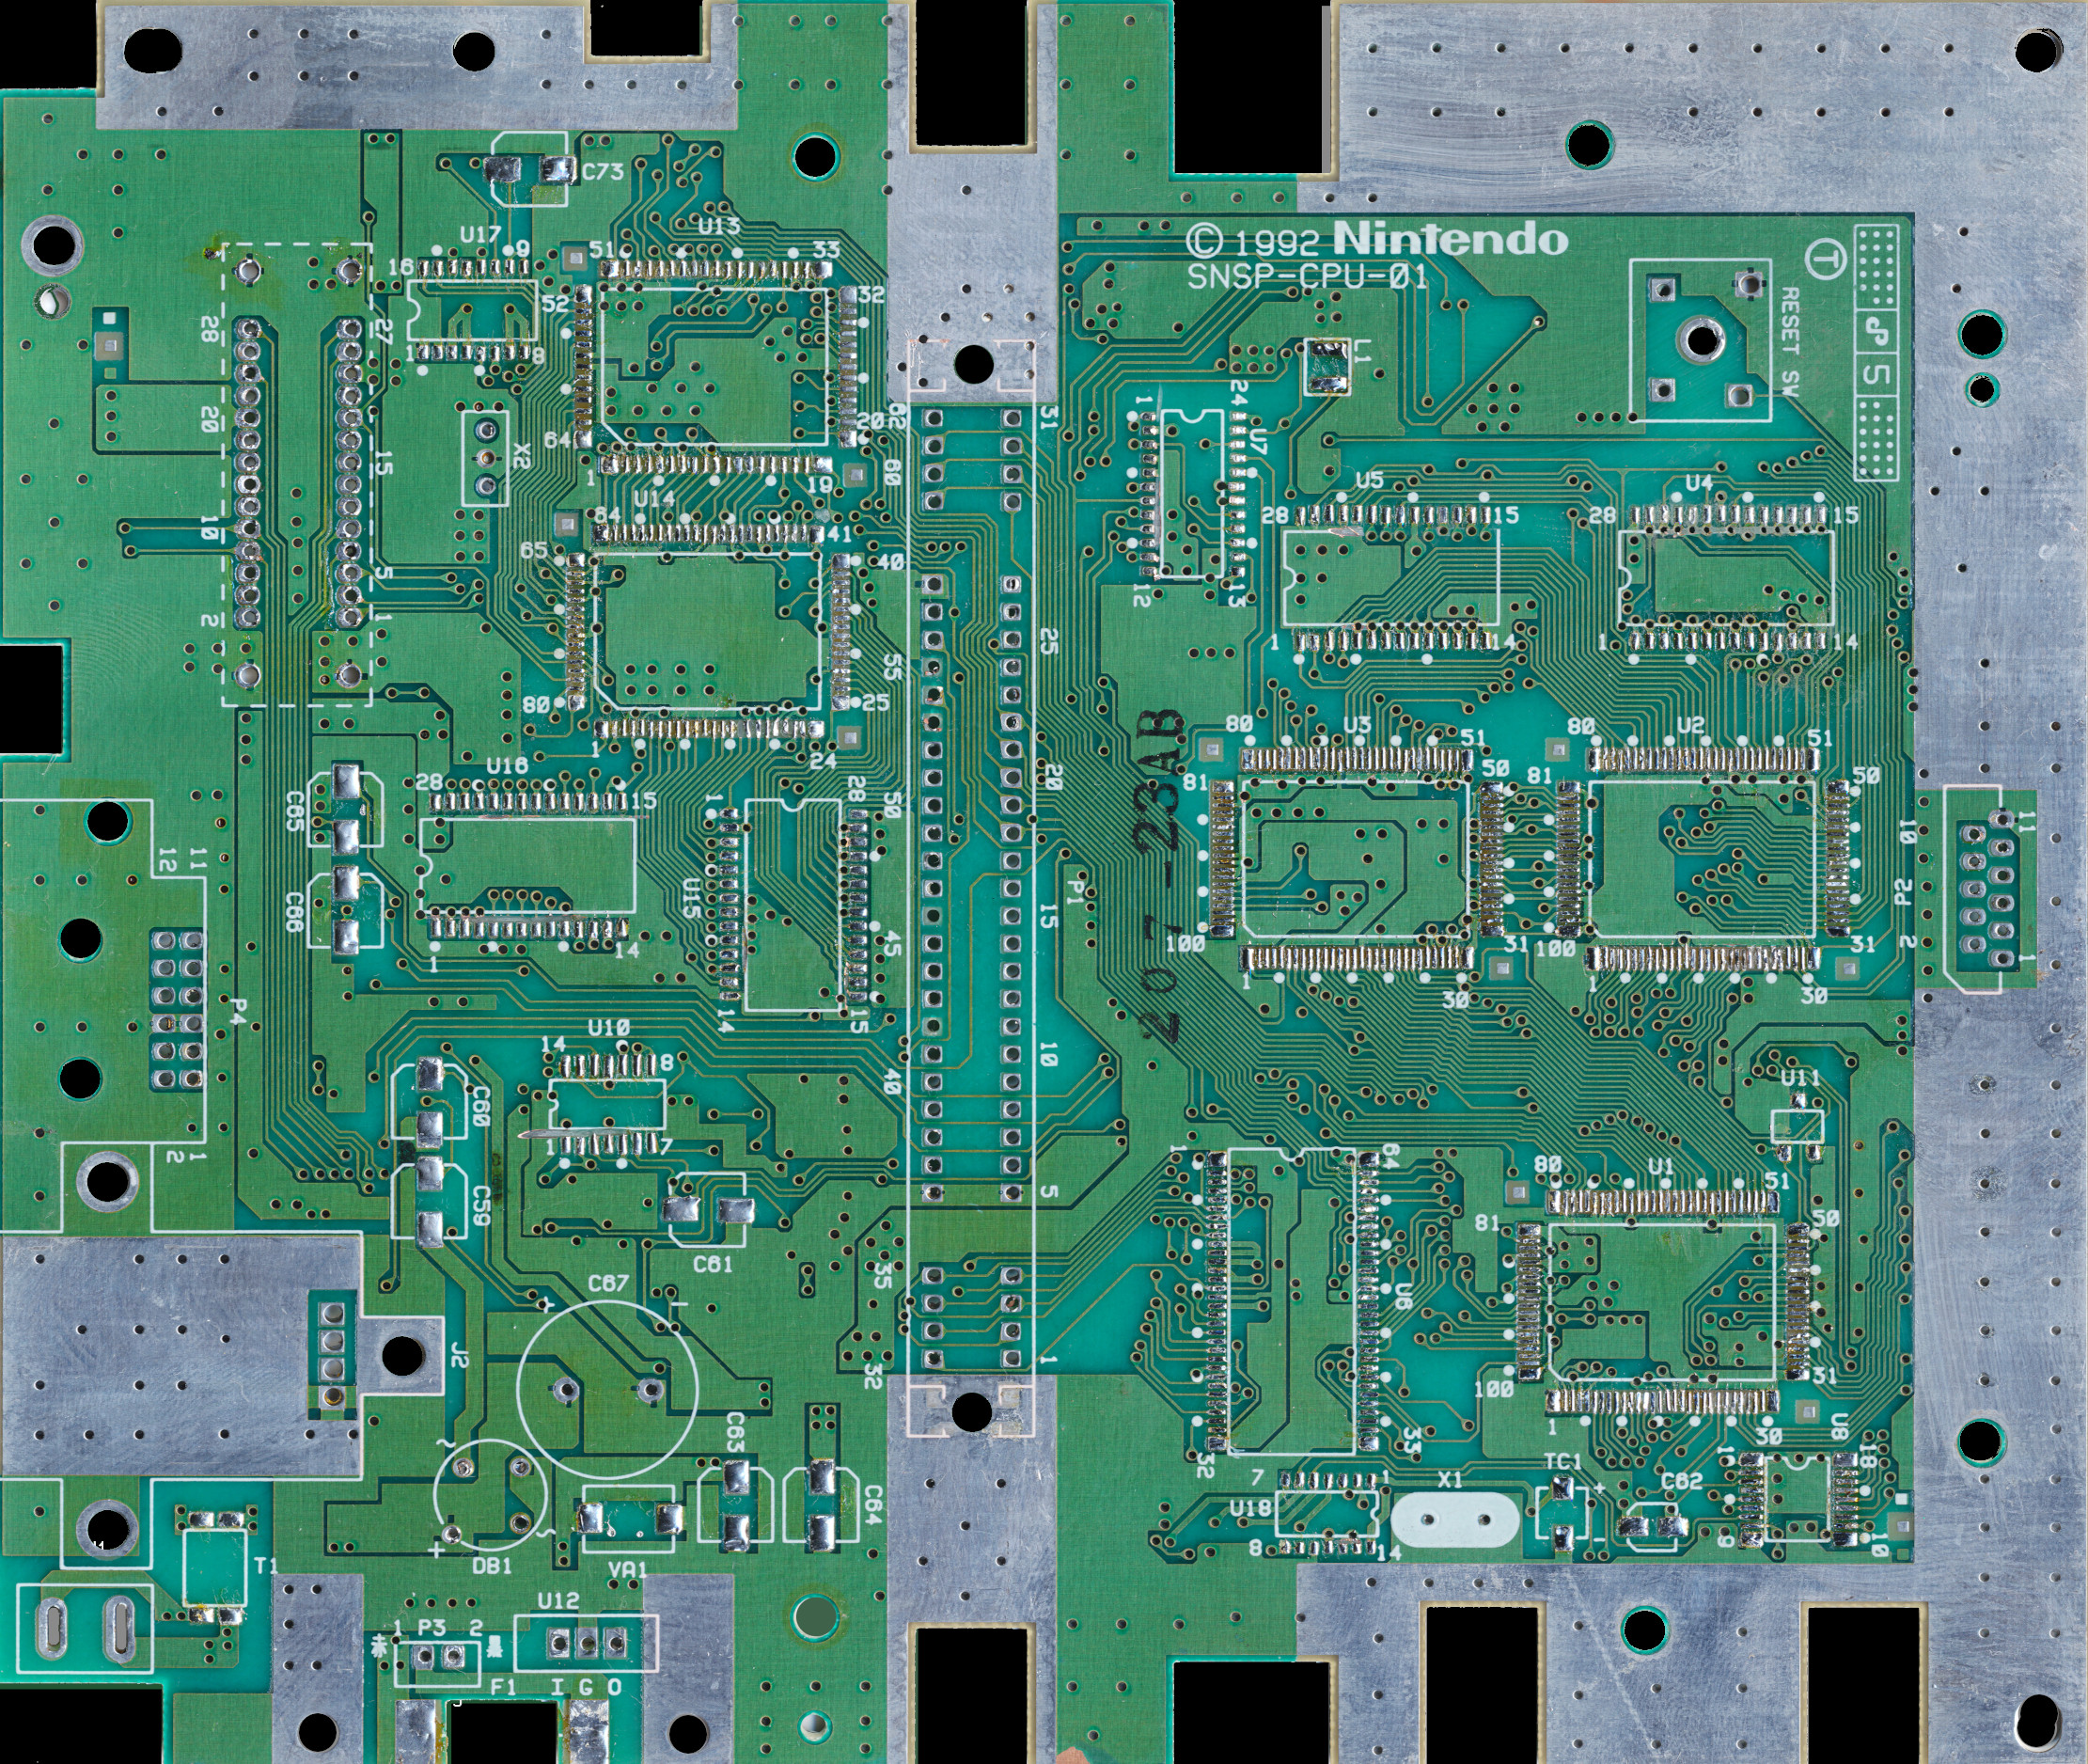 C73
U17
16
9
1
8
U13
51
33
52
32
64
20
1
19
© 1992 Nintendo
SNSP-CPU-01
T
RESET SW
S
L1
28
27
20
15
10
5
2
1
X2
U14
64
41
65
40
80
25
1
24
62
31
60
55
25
50
20
45
15
40
10
5
35
32
1
P1
1
24
U7
12
13
U5
28
15
1
14
U4
28
15
1
14
207-23AB
U3
80
51
81
50
100
31
1
30
U2
80
51
81
50
100
31
1
30
11
10
P2
2
1
C65
C66
U16
28
15
1
14
1
28
U15
14
15
11
12
P4
1
2
U10
14
8
1
7
C60
C59
C61
U11
1
64
U6
32
33
U1
80
51
81
50
100
31
1
30
J2
C67
+
-
C63
C64
~
~
+
DB1
VA1
T1
U12
I G O
赤 1 P3 2 黒
F1
7
1
U18
8
14
X1
TC1
+
-
C62
U8
18
9
10